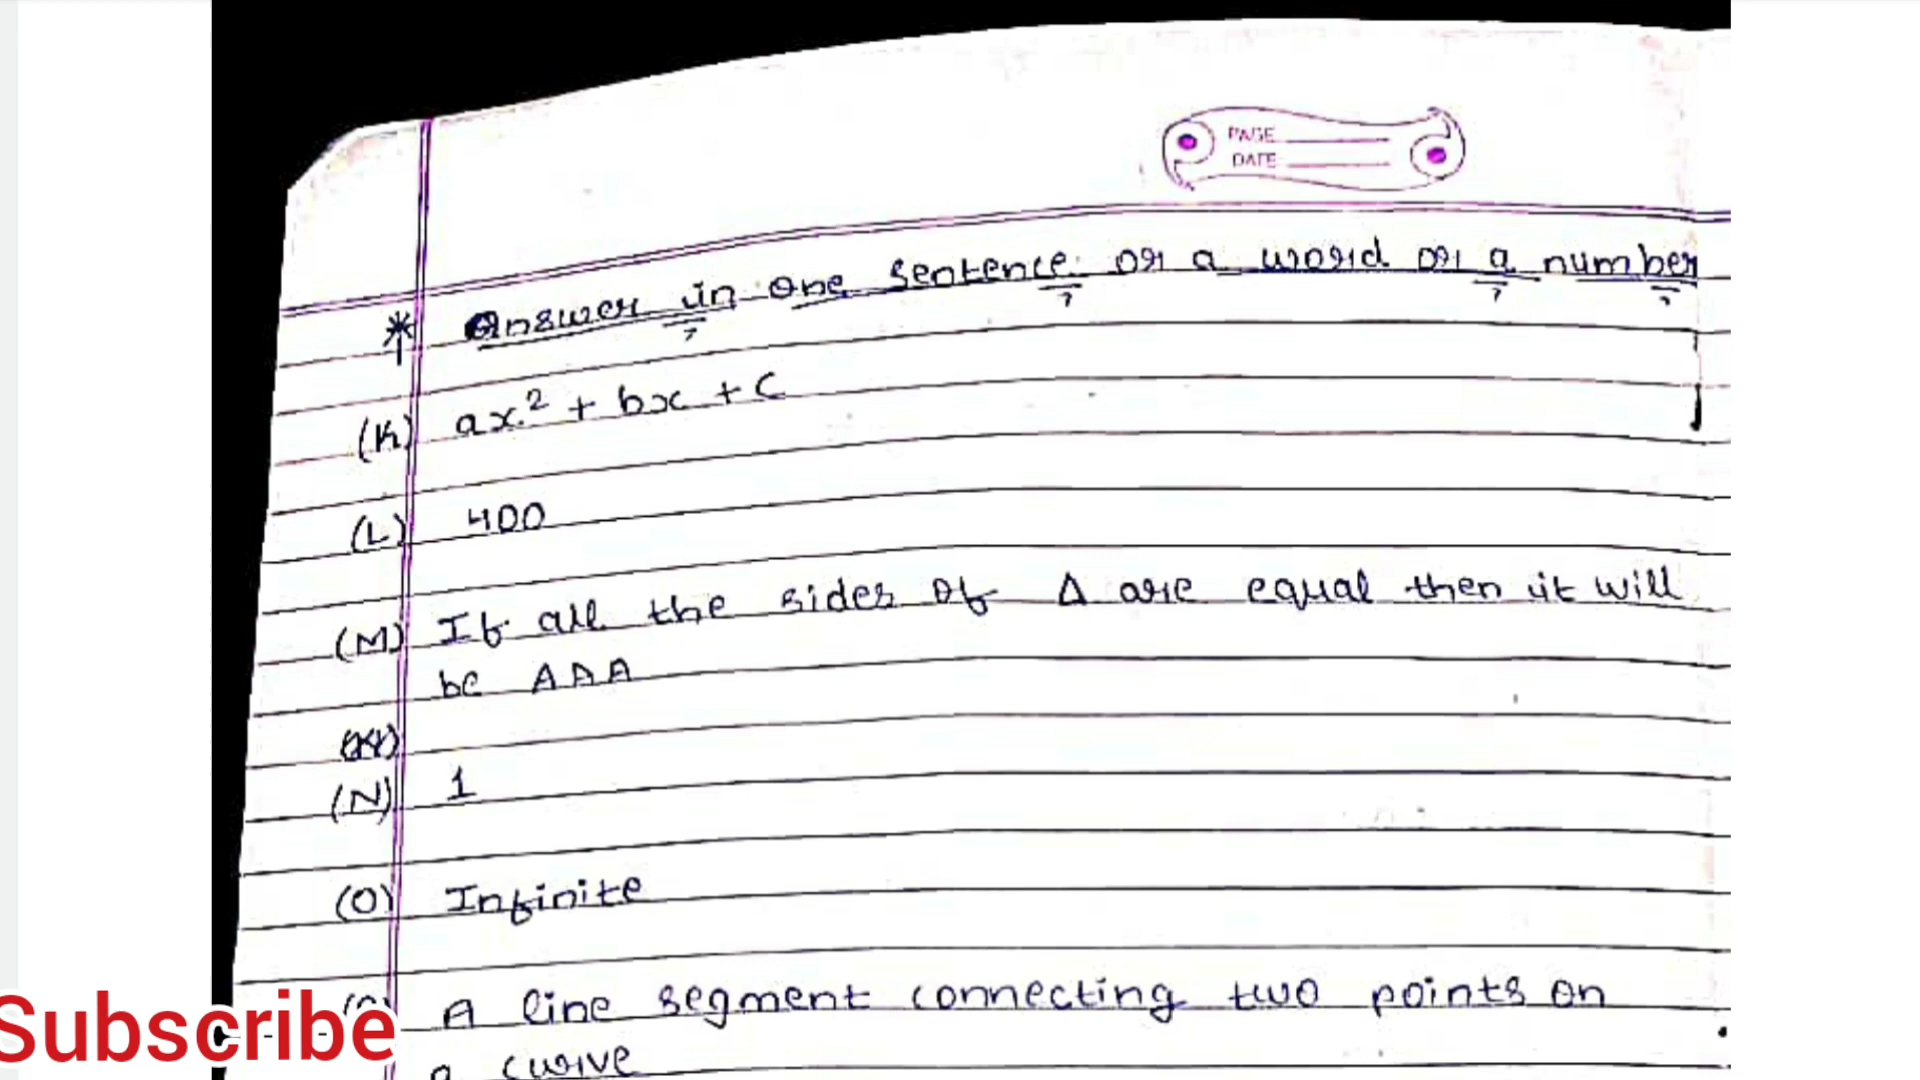 PAGE
DATE
* Answer in one sentence or a word or a number
(K) ax² + bx + c
(L) 400
(M) If all the sides of Δ are equal then it will
be AAA
(N) 1
(O) Infinite
A line segment connecting two points on
a curve
Subscribe